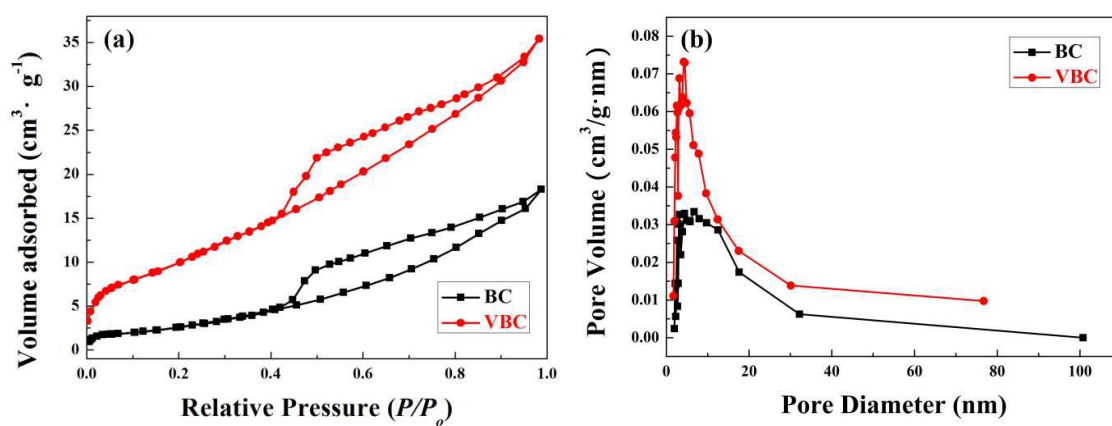 (a)
Volume adsorbed (cm³· g⁻¹)
35
30
25
20
15
10
5
0
BC
VBC
0.0 0.2 0.4 0.6 0.8 1.0
Relative Pressure (P/Pₒ)
(b)
Pore Volume ( cm³/g·nm)
0.08
0.07
0.06
0.05
0.04
0.03
0.02
0.01
0.00
BC
VBC
0 20 40 60 80 100
Pore Diameter (nm)